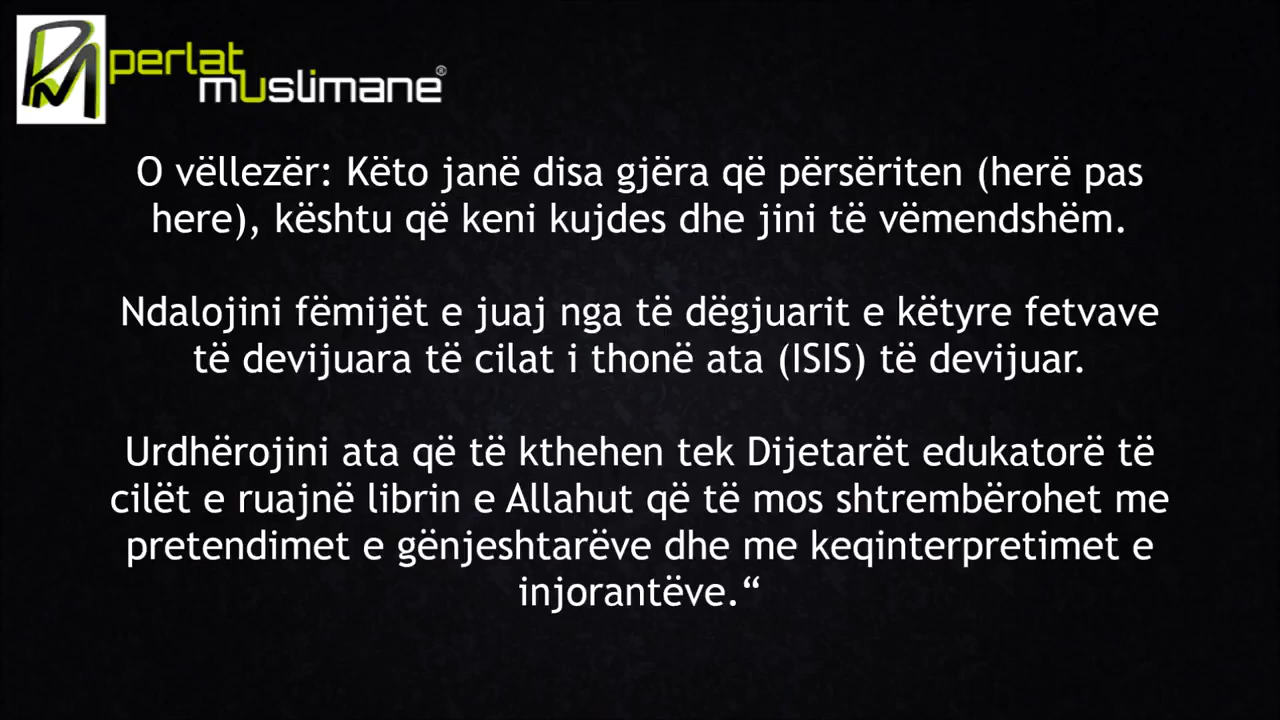 perlat
muslimane®
O vëllezër: Këto janë disa gjëra që përsëriten (herë pas
here), kështu që keni kujdes dhe jini të vëmendshëm.
Ndalojini fëmijët e juaj nga të dëgjuarit e këtyre fetvave
të devijuara të cilat i thonë ata (ISIS) të devijuar.
Urdhërojini ata që të kthehen tek Dijetarët edukatorë të
cilët e ruajnë librin e Allahut që të mos shtrembërohet me
pretendimet e gënjeshtarëve dhe me keqinterpretimet e
injorantëve.“